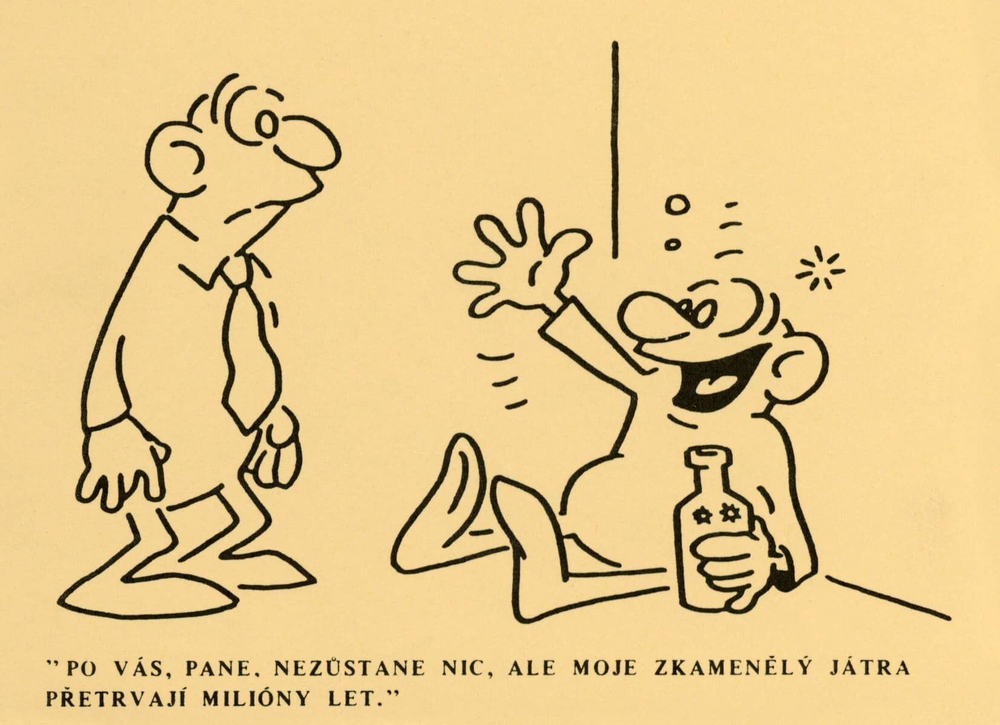 "PO VÁS, PANE, NEZŮSTANE NIC, ALE MOJE ZKAMENĚLÝ JÁTRA
PŘETRVAJÍ MILIÓNY LET."